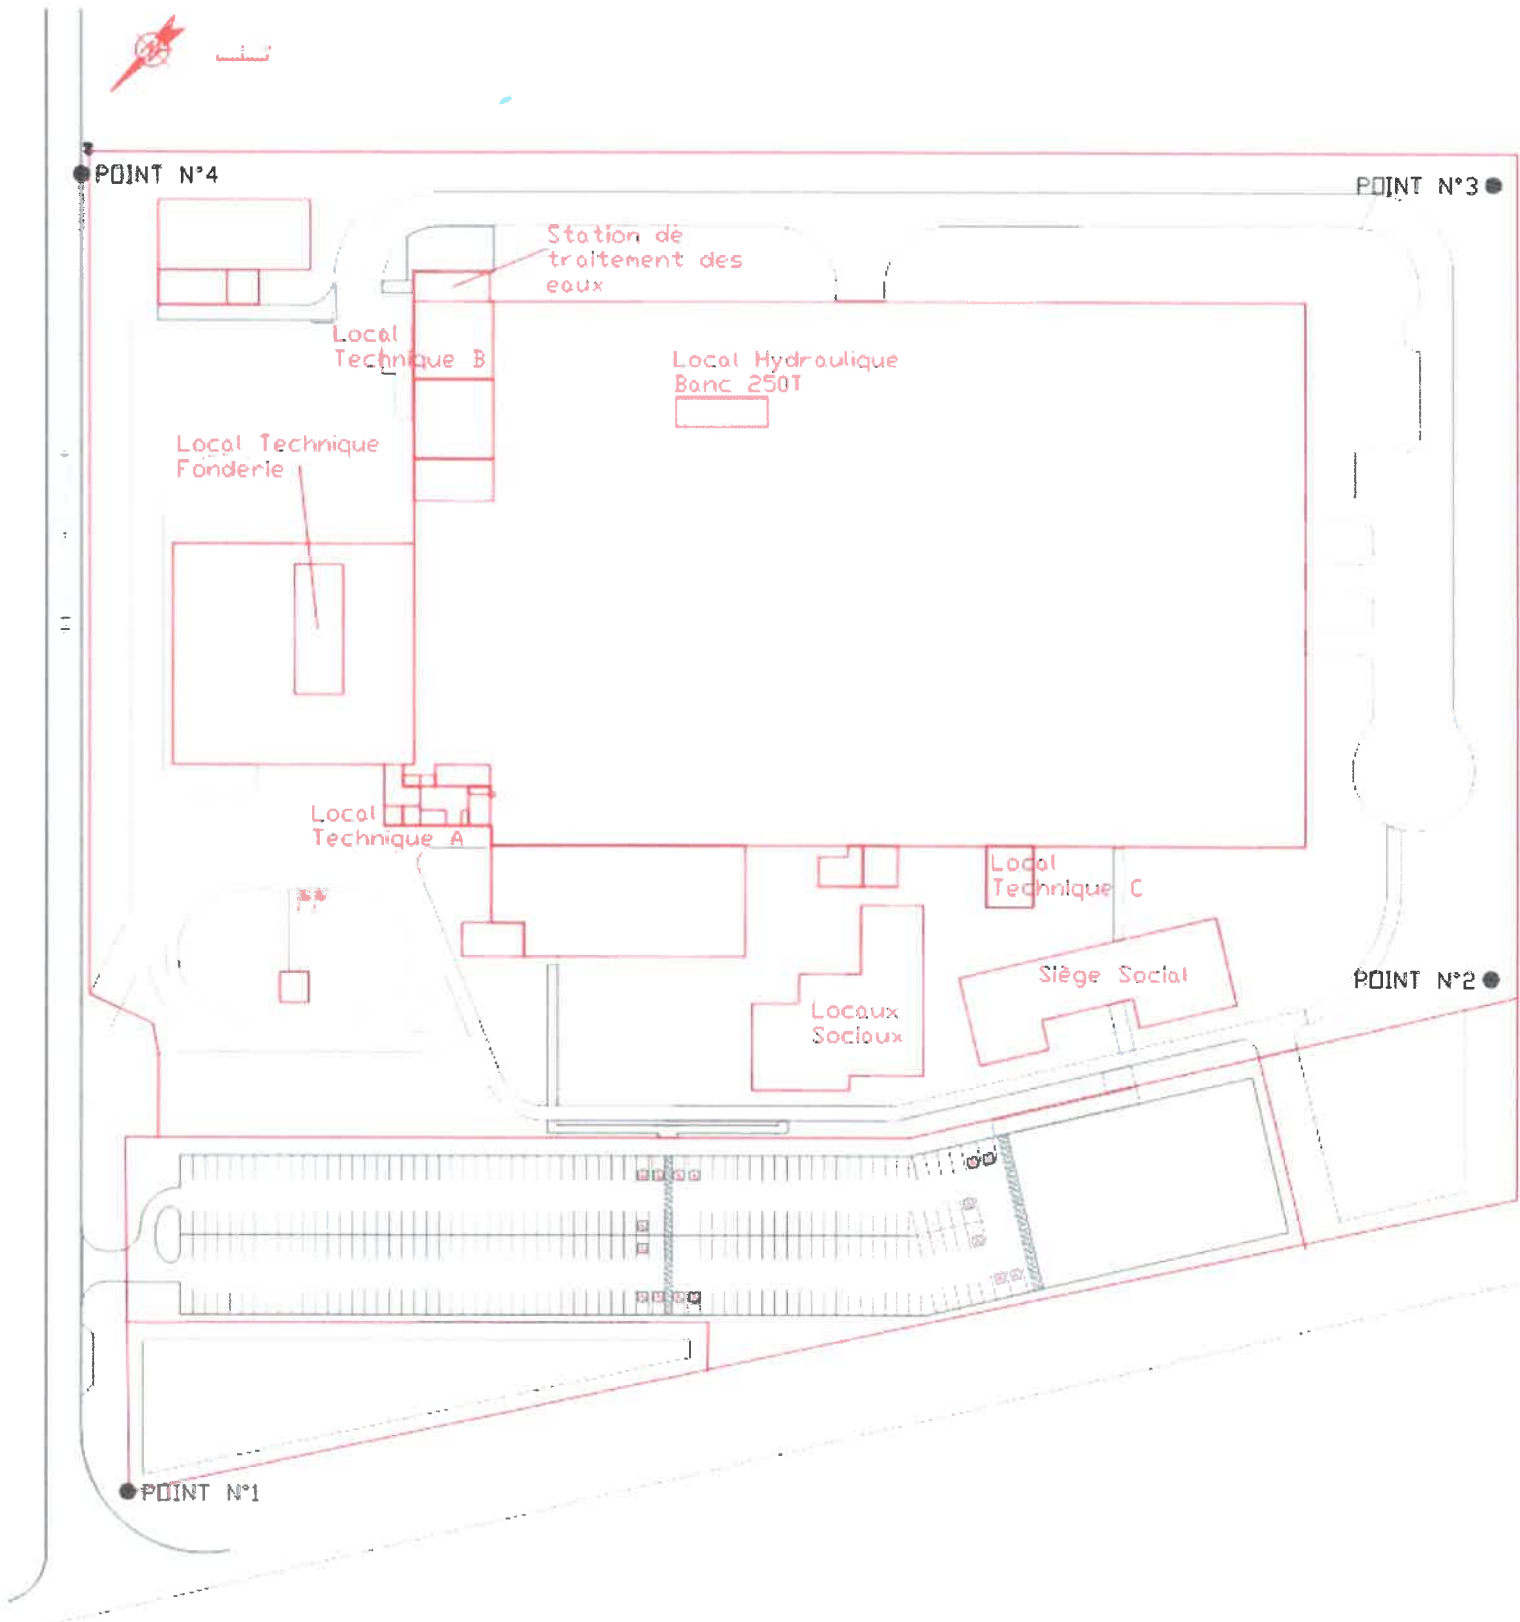 POINT N°4
POINT N°3
Station de
traitement des
eaux
Local
Technique B
Local Hydraulique
Banc 250T
Local Technique
Fonderie
Local
Technique A
Local
Technique C
Siège Social
POINT N°2
Locaux
Sociaux
POINT N°1